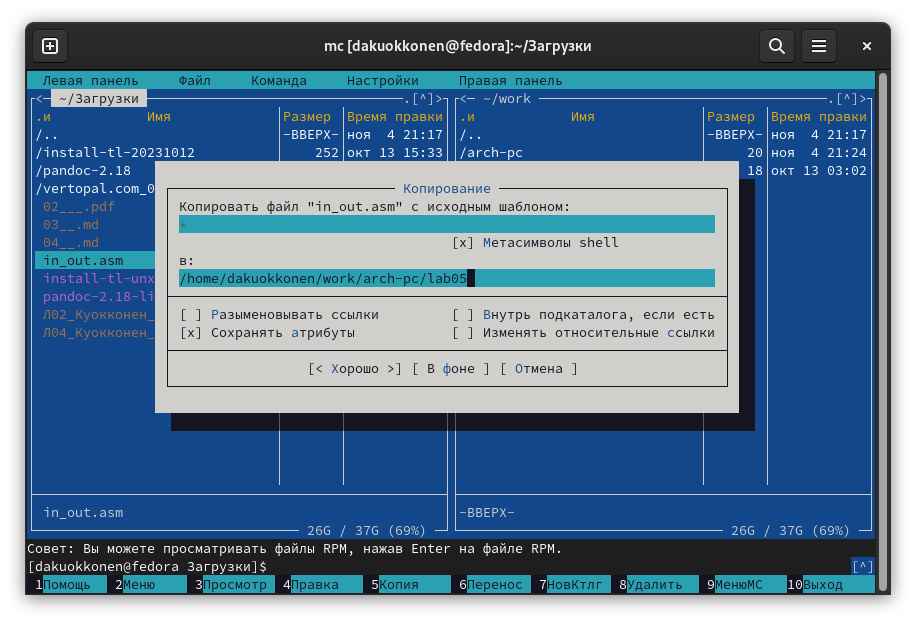 mc [dakuokkonen@fedora]:~/Загрузки
Левая панель Файл Команда Настройки Правая панель
<─ ~/Загрузки .[^]> <─ ~/work .[^]>
.и Имя Размер Время правки .и Имя Размер Время правки
/.. -ВВЕРХ- ноя 4 21:17 /.. -ВВЕРХ- ноя 4 21:17
/install-tl-20231012 252 окт 13 15:33 /arch-pc 20 ноя 4 21:24
/pandoc-2.18 18 окт 13 03:02
/vertopal.com_0
Копирование
02___.pdf
Копировать файл "in_out.asm" с исходным шаблоном:
03__.md
*
04__.md
[x] Метасимволы shell
in_out.asm
в:
install-tl-unx
/home/dakuokkonen/work/arch-pc/lab05
pandoc-2.18-li
Л02_Куокконен_
[ ] Разыменовывать ссылки [ ] Внутрь подкаталога, если есть
Л04_Куокконен_
[x] Сохранять атрибуты [ ] Изменять относительные ссылки
[< Хорошо >] [ В фоне ] [ Отмена ]
in_out.asm -ВВЕРХ-
26G / 37G (69%) 26G / 37G (69%)
Совет: Вы можете просматривать файлы RPM, нажав Enter на файле RPM.
[dakuokkonen@fedora Загрузки]$ [^]
1Помощь 2Меню 3Просмотр 4Правка 5Копия 6Перенос 7НовКтлг 8Удалить 9МенюМС 10Выход